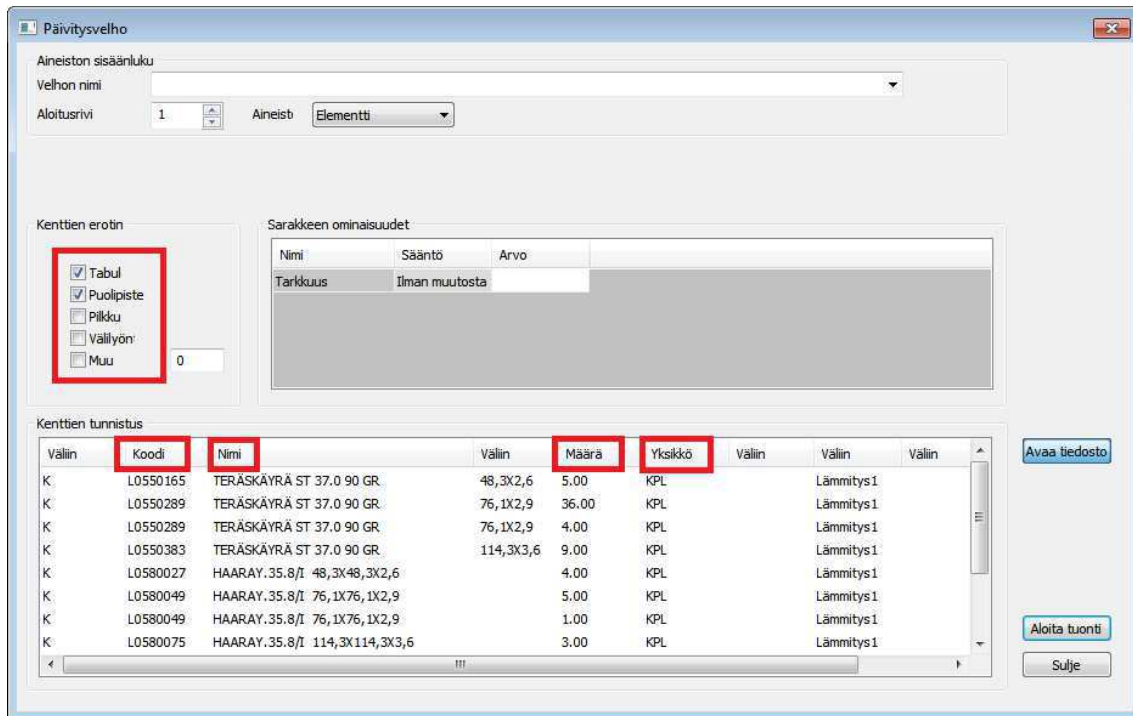 Päivitysvelho
Aineiston sisäänluku
Velhon nimi
Aloitusrivi 1 Aineisto Elementti
Kenttien erotin Sarakkeen ominaisuudet
Nimi Sääntö Arvo
Tabul
Tarkkuus Ilman muutosta
Puolipiste
Pilkku
Välilyön
Muu 0
Kenttien tunnistus
Väliin Koodi Nimi Väliin Määrä Yksikkö Väliin Väliin Väliin Avaa tiedosto
K L0550165 TERÄSKÄYRÄ ST 37.0 90 GR 48,3X2,6 5.00 KPL Lämmitys1
K L0550289 TERÄSKÄYRÄ ST 37.0 90 GR 76,1X2,9 36.00 KPL Lämmitys1
K L0550289 TERÄSKÄYRÄ ST 37.0 90 GR 76,1X2,9 4.00 KPL Lämmitys1
K L0550383 TERÄSKÄYRÄ ST 37.0 90 GR 114,3X3,6 9.00 KPL Lämmitys1
K L0580027 HAARAY.35.8/I 48,3X48,3X2,6 4.00 KPL Lämmitys1
K L0580049 HAARAY.35.8/I 76,1X76,1X2,9 5.00 KPL Lämmitys1
K L0580049 HAARAY.35.8/I 76,1X76,1X2,9 1.00 KPL Lämmitys1
K L0580075 HAARAY.35.8/I 114,3X114,3X3,6 3.00 KPL Lämmitys1
Aloita tuonti
Sulje